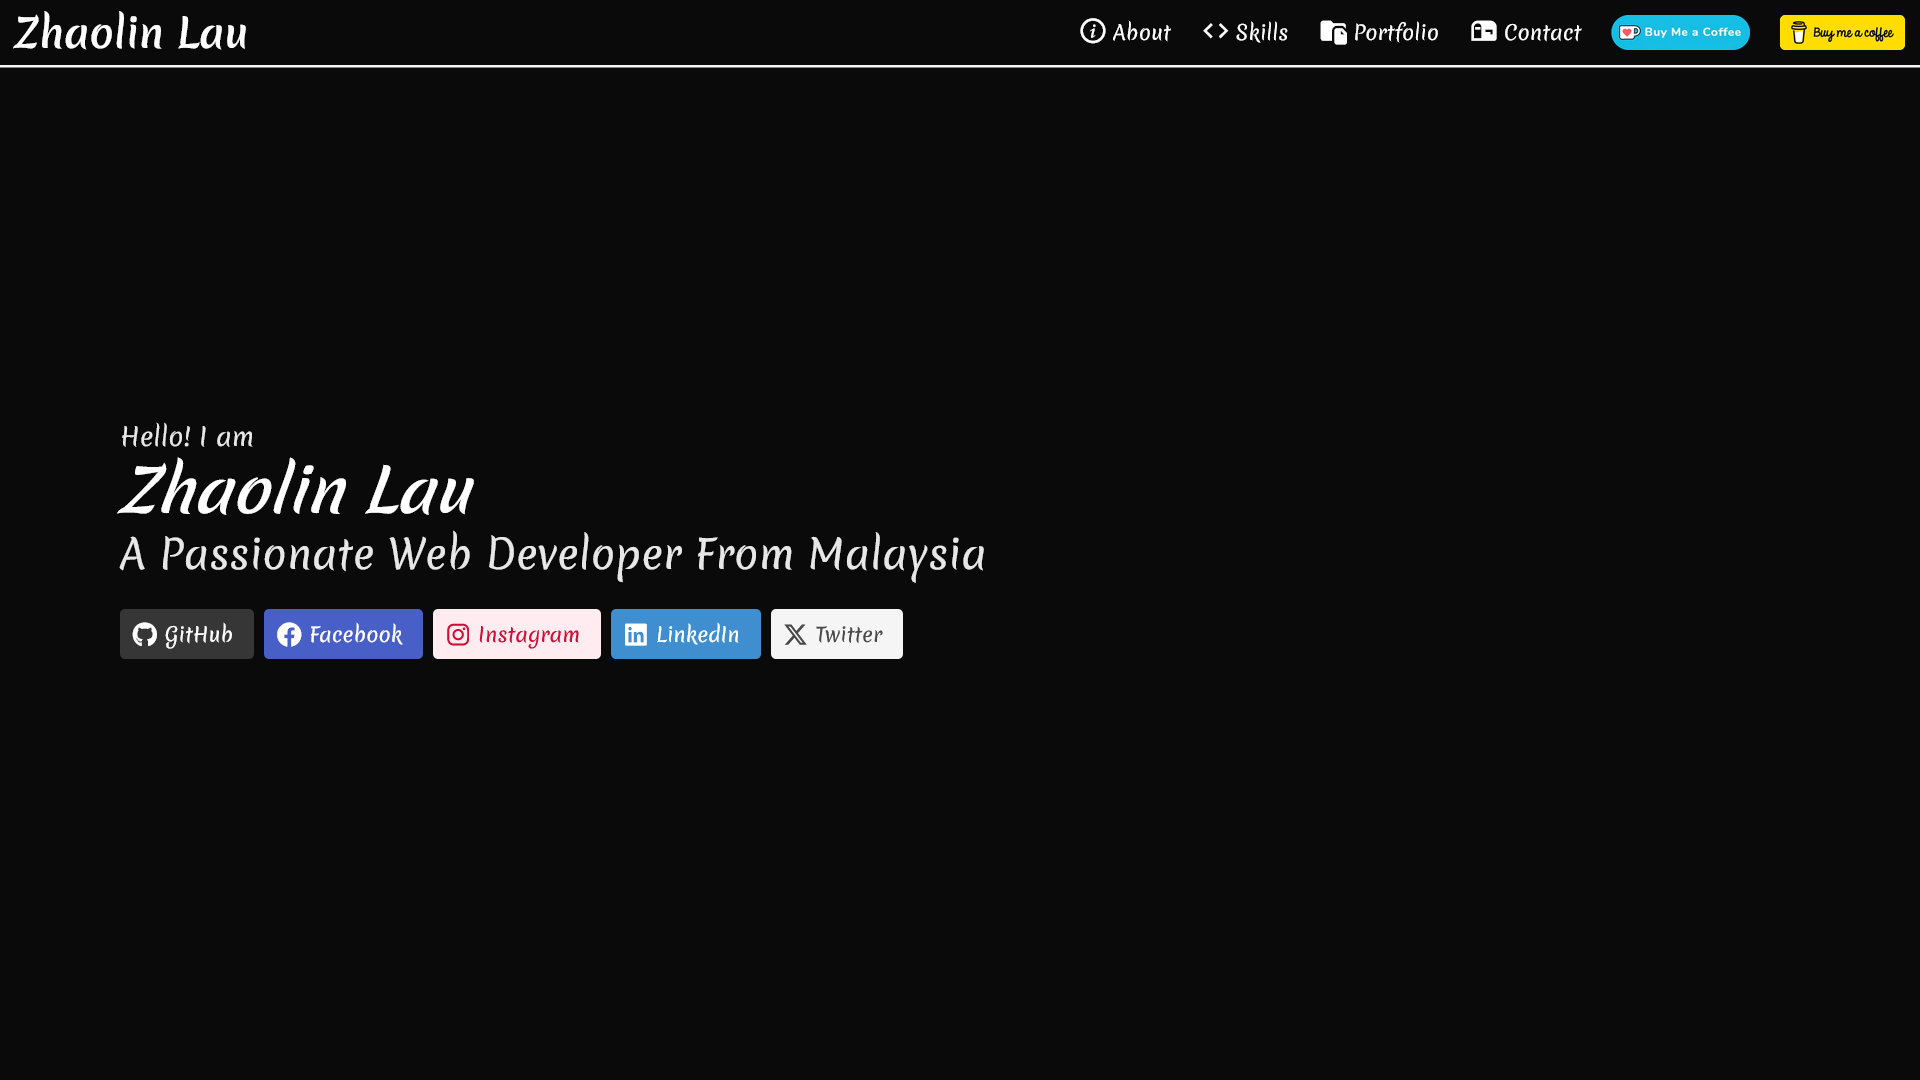 Zhaolin Lau
About
Skills
Portfolio
Contact
Buy Me a Coffee
Buy me a coffee
Hello! I am
Zhaolin Lau
A Passionate Web Developer From Malaysia
GitHub
Facebook
Instagram
LinkedIn
Twitter